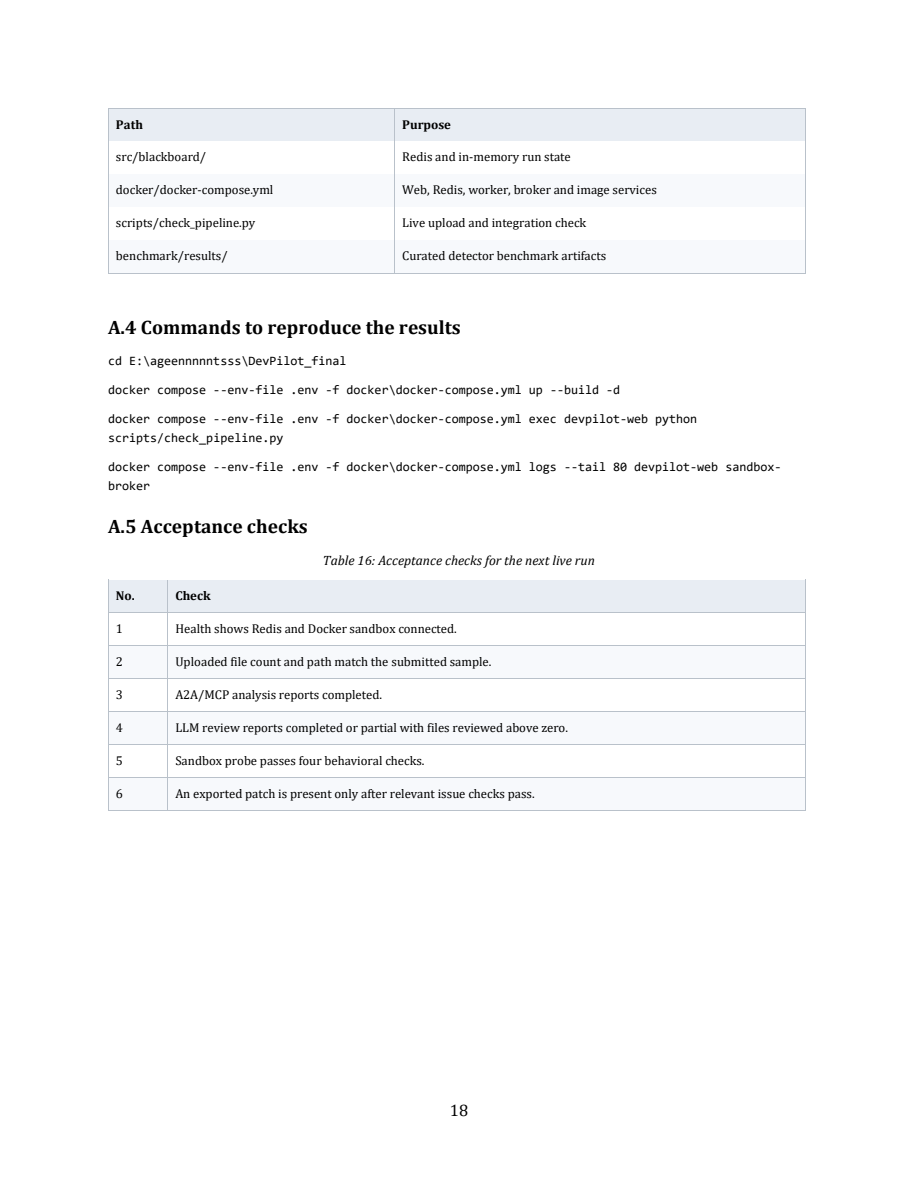 Path Purpose
src/blackboard/ Redis and in-memory run state
docker/docker-compose.yml Web, Redis, worker, broker and image services
scripts/check_pipeline.py Live upload and integration check
benchmark/results/ Curated detector benchmark artifacts
A.4 Commands to reproduce the results
cd E:\ageennnnntsss\DevPilot_final
docker compose --env-file .env -f docker\docker-compose.yml up --build -d
docker compose --env-file .env -f docker\docker-compose.yml exec devpilot-web python
scripts/check_pipeline.py
docker compose --env-file .env -f docker\docker-compose.yml logs --tail 80 devpilot-web sandbox-
broker
A.5 Acceptance checks
Table 16: Acceptance checks for the next live run
No. Check
1 Health shows Redis and Docker sandbox connected.
2 Uploaded file count and path match the submitted sample.
3 A2A/MCP analysis reports completed.
4 LLM review reports completed or partial with files reviewed above zero.
5 Sandbox probe passes four behavioral checks.
6 An exported patch is present only after relevant issue checks pass.
18